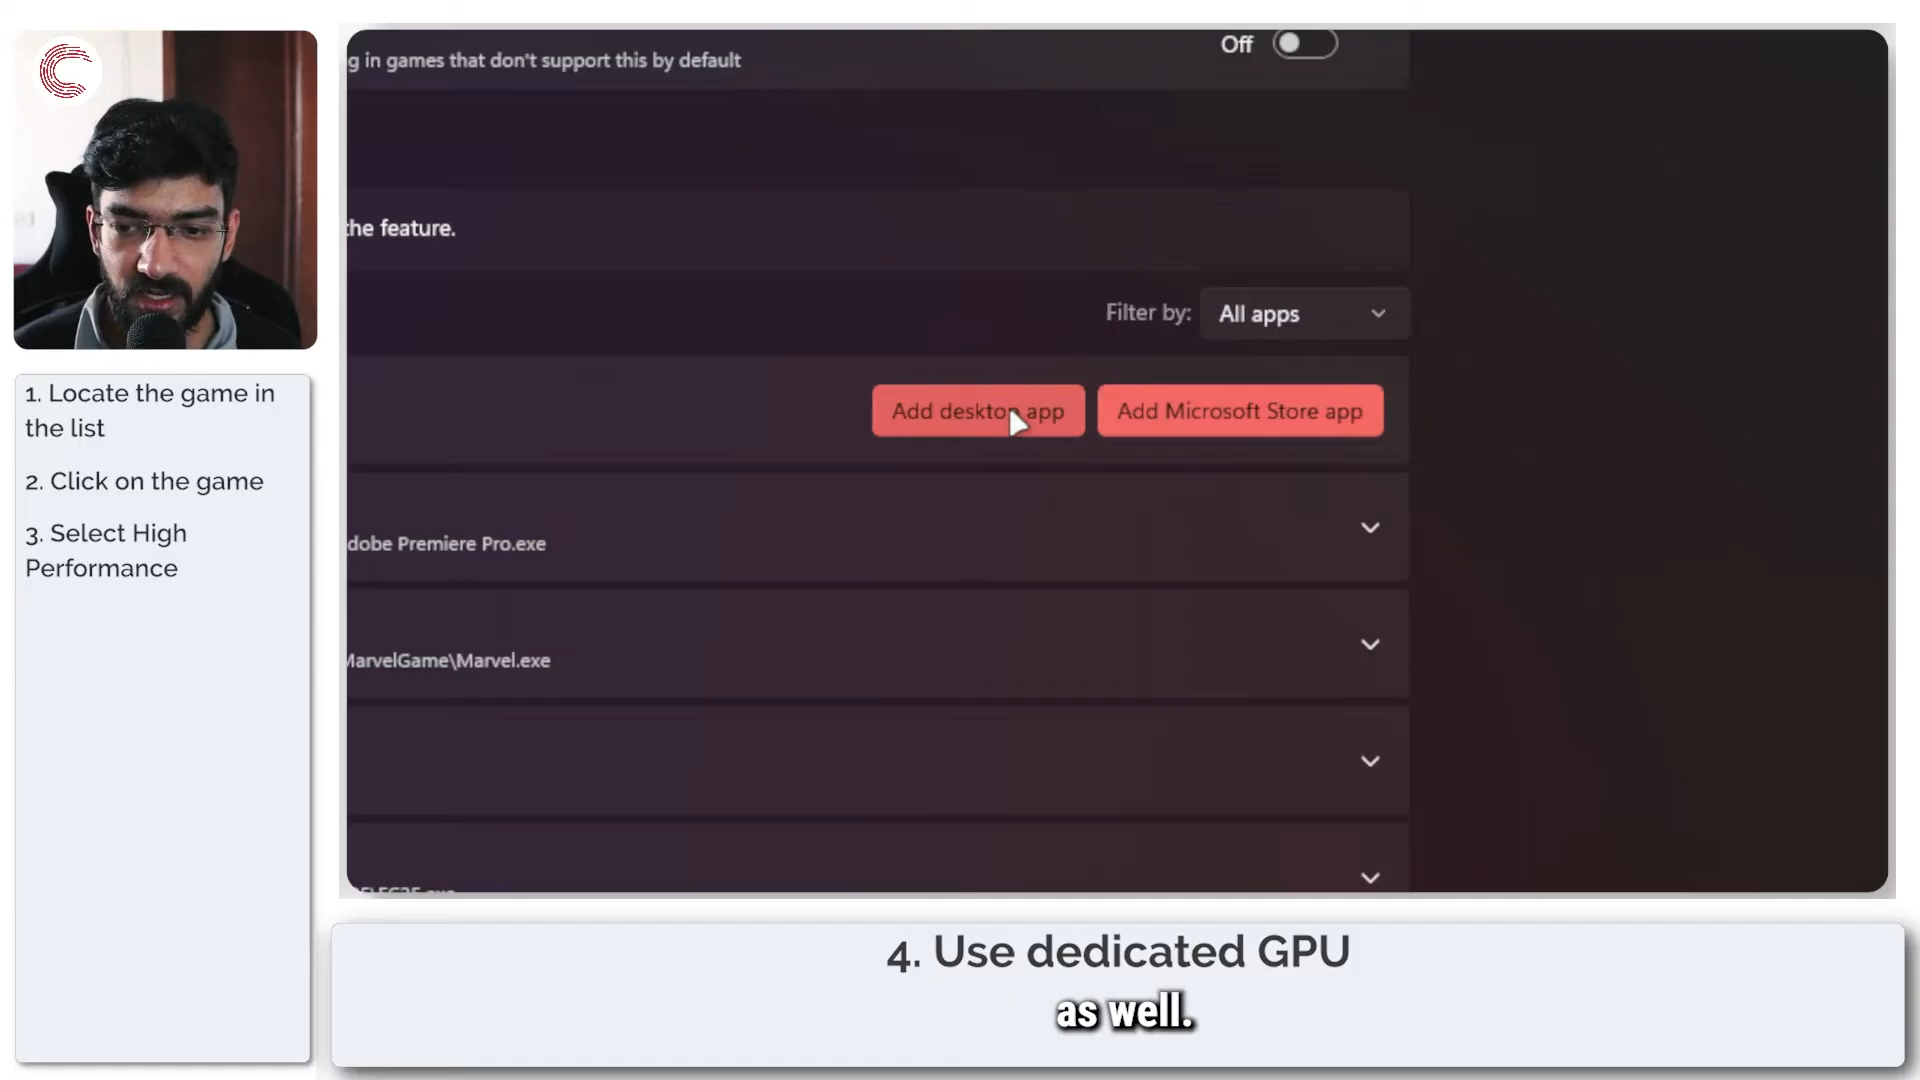 Off
g in games that don't support this by default
the feature.
Filter by: All apps
Add desktop app
Add Microsoft Store app
dobe Premiere Pro.exe
MarvelGame\Marvel.exe
1. Locate the game in
the list
2. Click on the game
3. Select High
Performance
4. Use dedicated GPU
as well.